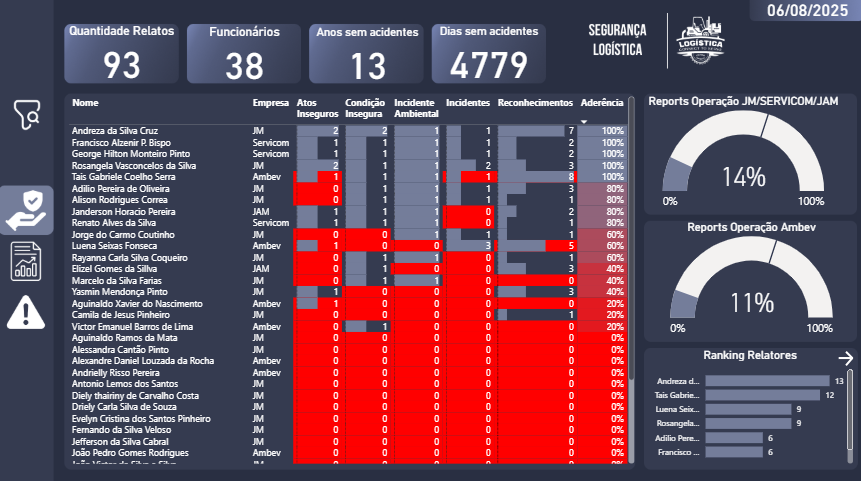 06/08/2025
Quantidade Relatos
93
Funcionários
38
Anos sem acidentes
13
Dias sem acidentes
4779
SEGURANÇA
LOGÍSTICA
LOGÍSTICA
Nome Empresa Atos Inseguros Condição Insegura Incidente Ambiental Incidentes Reconhecimentos Aderência
Andreza da Silva Cruz JM 2 2 1 1 7 100%
Francisco Alzenir P. Bispo Servicom 1 1 1 1 2 100%
George Hilton Monteiro Pinto Servicom 1 1 1 1 2 100%
Rosangela Vasconcelos da Silva JM 2 1 1 2 3 100%
Tais Gabriele Coelho Serra Ambev 1 1 1 1 8 100%
Adilio Pereira de Oliveira JM 0 1 1 1 3 80%
Alison Rodrigues Correa JM 0 1 1 1 1 80%
Janderson Horacio Pereira JAM 1 1 1 0 2 80%
Renato Alves da Silva Servicom 1 1 1 0 1 80%
Jorge do Carmo Coutinho JM 0 0 1 1 1 60%
Luena Seixas Fonseca Ambev 1 0 0 3 5 60%
Rayanna Carla Silva Coqueiro JM 0 1 1 0 1 60%
Elizel Gomes da Sillva JAM 0 1 0 0 3 40%
Marcelo da Silva Farias JM 0 1 1 0 0 40%
Yasmin Mendonça Pinto JM 1 0 0 0 3 40%
Aguinaldo Xavier do Nascimento Ambev 1 0 0 0 0 20%
Camila de Jesus Pinheiro JM 0 0 0 0 1 20%
Victor Emanuel Barros de Lima Ambev 0 1 0 0 0 20%
Aguinaldo Ramos da Mata JM 0 0 0 0 0 0%
Alessandra Cantão Pinto JM 0 0 0 0 0 0%
Alexandre Daniel Louzada da Rocha Ambev 0 0 0 0 0 0%
Andrielly Risso Pereira Ambev 0 0 0 0 0 0%
Antonio Lemos dos Santos JM 0 0 0 0 0 0%
Diely thairiny de Carvalho Costa JM 0 0 0 0 0 0%
Driely Carla Silva de Souza JM 0 0 0 0 0 0%
Evelyn Cristina dos Santos Pinheiro JM 0 0 0 0 0 0%
Fernando da Silva Veloso JM 0 0 0 0 0 0%
Jefferson da Silva Cabral JM 0 0 0 0 0 0%
João Pedro Gomes Rodrigues Ambev 0 0 0 0 0 0%
Reports Operação JM/SERVICOM/JAM
14%
0% 100%
Reports Operação Ambev
11%
0% 100%
Ranking Relatores
Andreza d... 13
Tais Gabrie... 12
Luena Seix... 9
Rosangela... 9
Adilio Pere... 6
Francisco ... 6